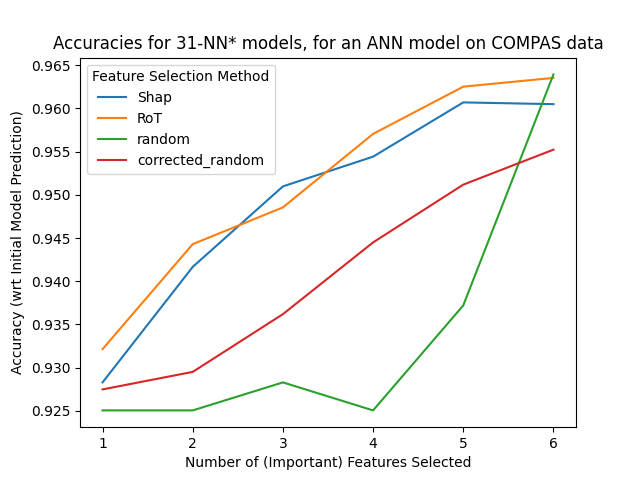 Accuracies for 31-NN* models, for an ANN model on COMPAS data
Feature Selection Method
Shap
RoT
random
corrected_random
Accuracy (wrt Initial Model Prediction)
0.965
0.960
0.955
0.950
0.945
0.940
0.935
0.930
0.925
1 2 3 4 5 6
Number of (Important) Features Selected